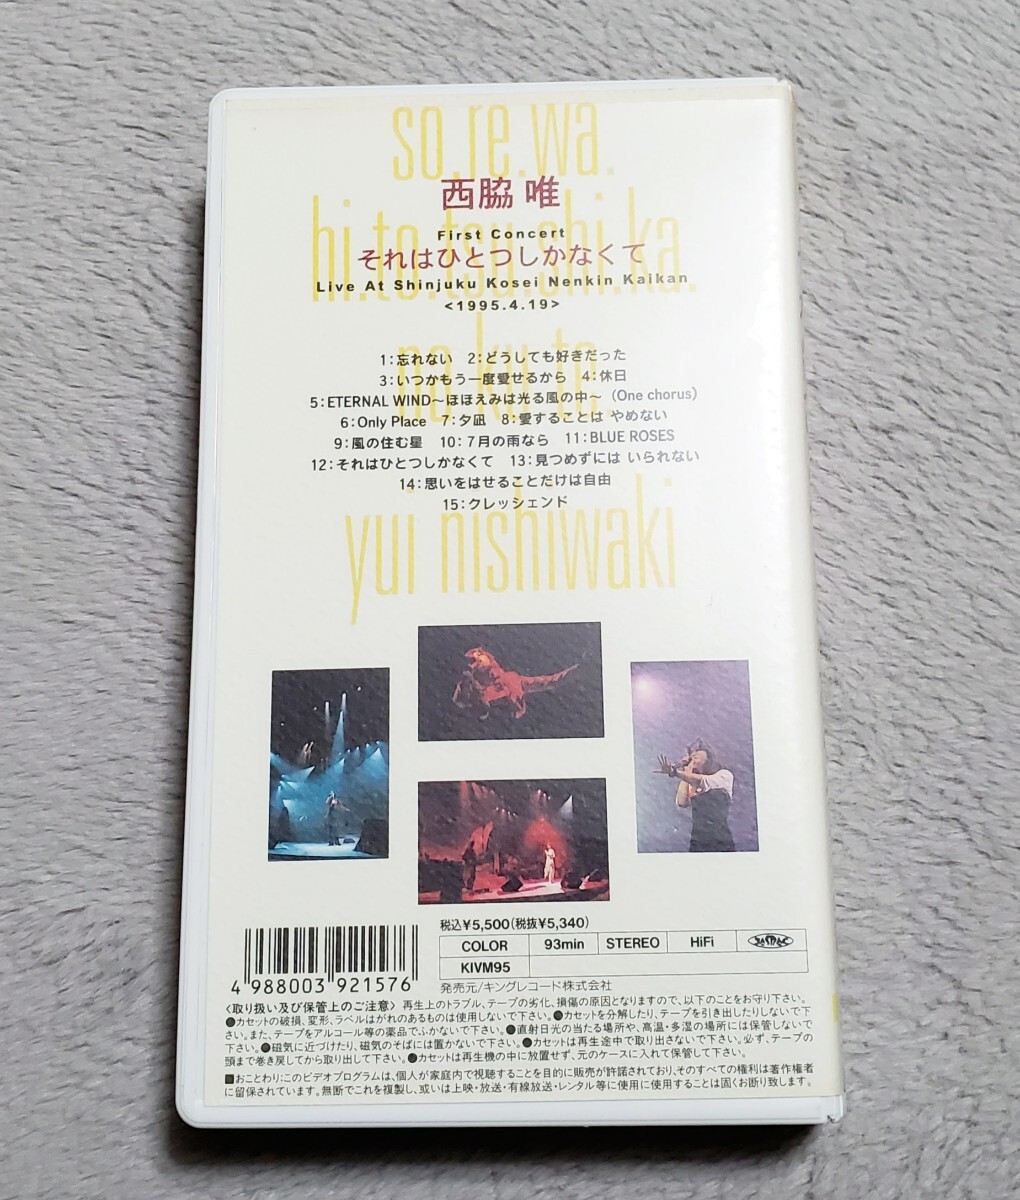 so.re.wa.
西脇 唯
First Concert
hi.to.tsu.shi.ka.
それはひとつしかなくて
Live At Shinjuku Kosei Nenkin Kaikan
<1995.4.19>
na.ku.te.
1:忘れない 2:どうしても好きだった
3:いつかもう一度愛せるから 4:休日
5:ETERNAL WIND〜ほほえみは光る風の中〜 (One chorus)
6:Only Place 7:夕凪 8:愛することは やめない
9:風の住む星 10:7月の雨なら 11:BLUE ROSES
12:それはひとつしかなくて 13:見つめずには いられない
14:思いをはせることだけは自由
15:クレッシェンド
yui nishiwaki
税込¥5,500(税抜¥5,340)
COLOR 93min STEREO HiFi
KIVM95
発売元/キングレコード株式会社
4 988003 921576
〈取り扱い及び保管上のご注意〉 再生上のトラブル、テープの劣化、損傷の原因となりますので、以下のことをお守り下さい。
●カセットの破損、変形、ラベルはがれのあるものは使用しないで下さい。●カセットを分解したり、テープを引き出したりしないで下
さい。また、テープをアルコール等の薬品でふかないで下さい。●直射日光の当たる場所や、高温・多湿の場所には保管しないで
下さい。●磁気に近づけたり、磁気のそばには置かないで下さい。●カセットは再生途中で取り出さないで下さい。必ず、テープの
頭まで巻き戻してから取り出して下さい。●カセットは再生機の中に放置せず、元のケースに入れて保管して下さい。
■おことわり:このビデオプログラムは、個人が家庭内で視聴することを目的に販売が許諾されており、そのすべての権利は著作権者
に留保されています。無断でこれを複製し、或いは上映・放送・有線放送・レンタル等に使用に使用することは固くお断り致します。